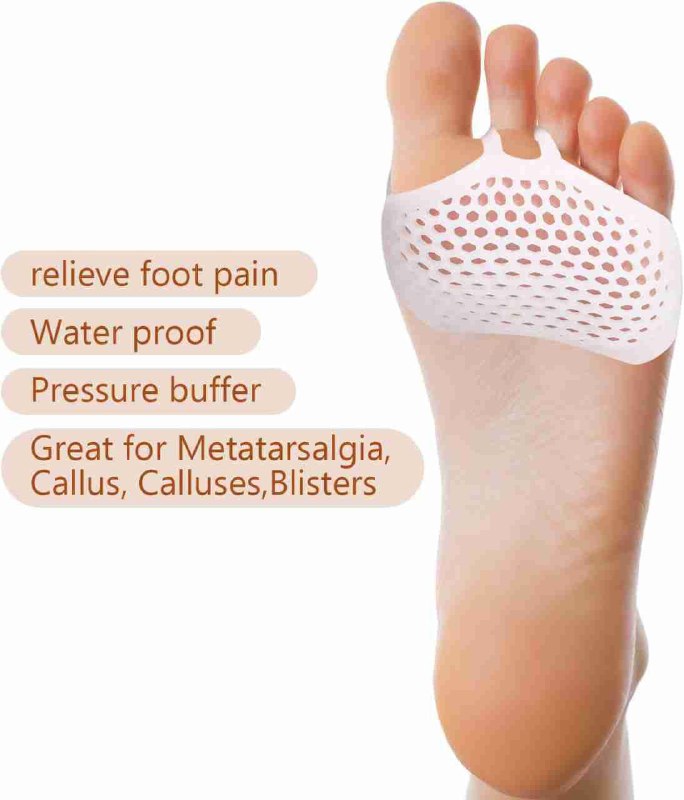 relieve foot pain
Water proof
Pressure buffer
Great for Metatarsalgia,
Callus, Calluses,Blisters